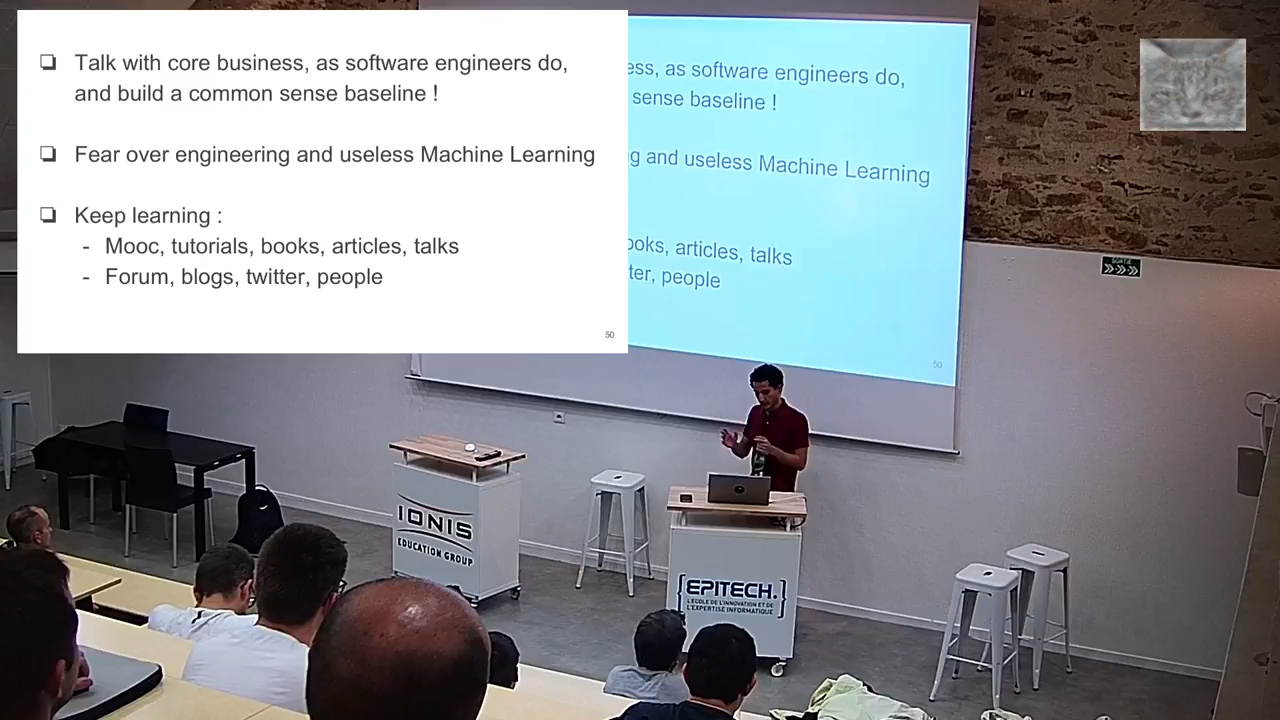 ❏ Talk with core business, as software engineers do,
and build a common sense baseline !
❏ Fear over engineering and useless Machine Learning
❏ Keep learning :
- Mooc, tutorials, books, articles, talks
- Forum, blogs, twitter, people
50
ess, as software engineers do,
sense baseline !
g and useless Machine Learning
ooks, articles, talks
ter, people
50
SORTIE
IONIS
EDUCATION GROUP
{EPITECH.}
L'ECOLE DE L'INNOVATION ET DE
L'EXPERTISE INFORMATIQUE